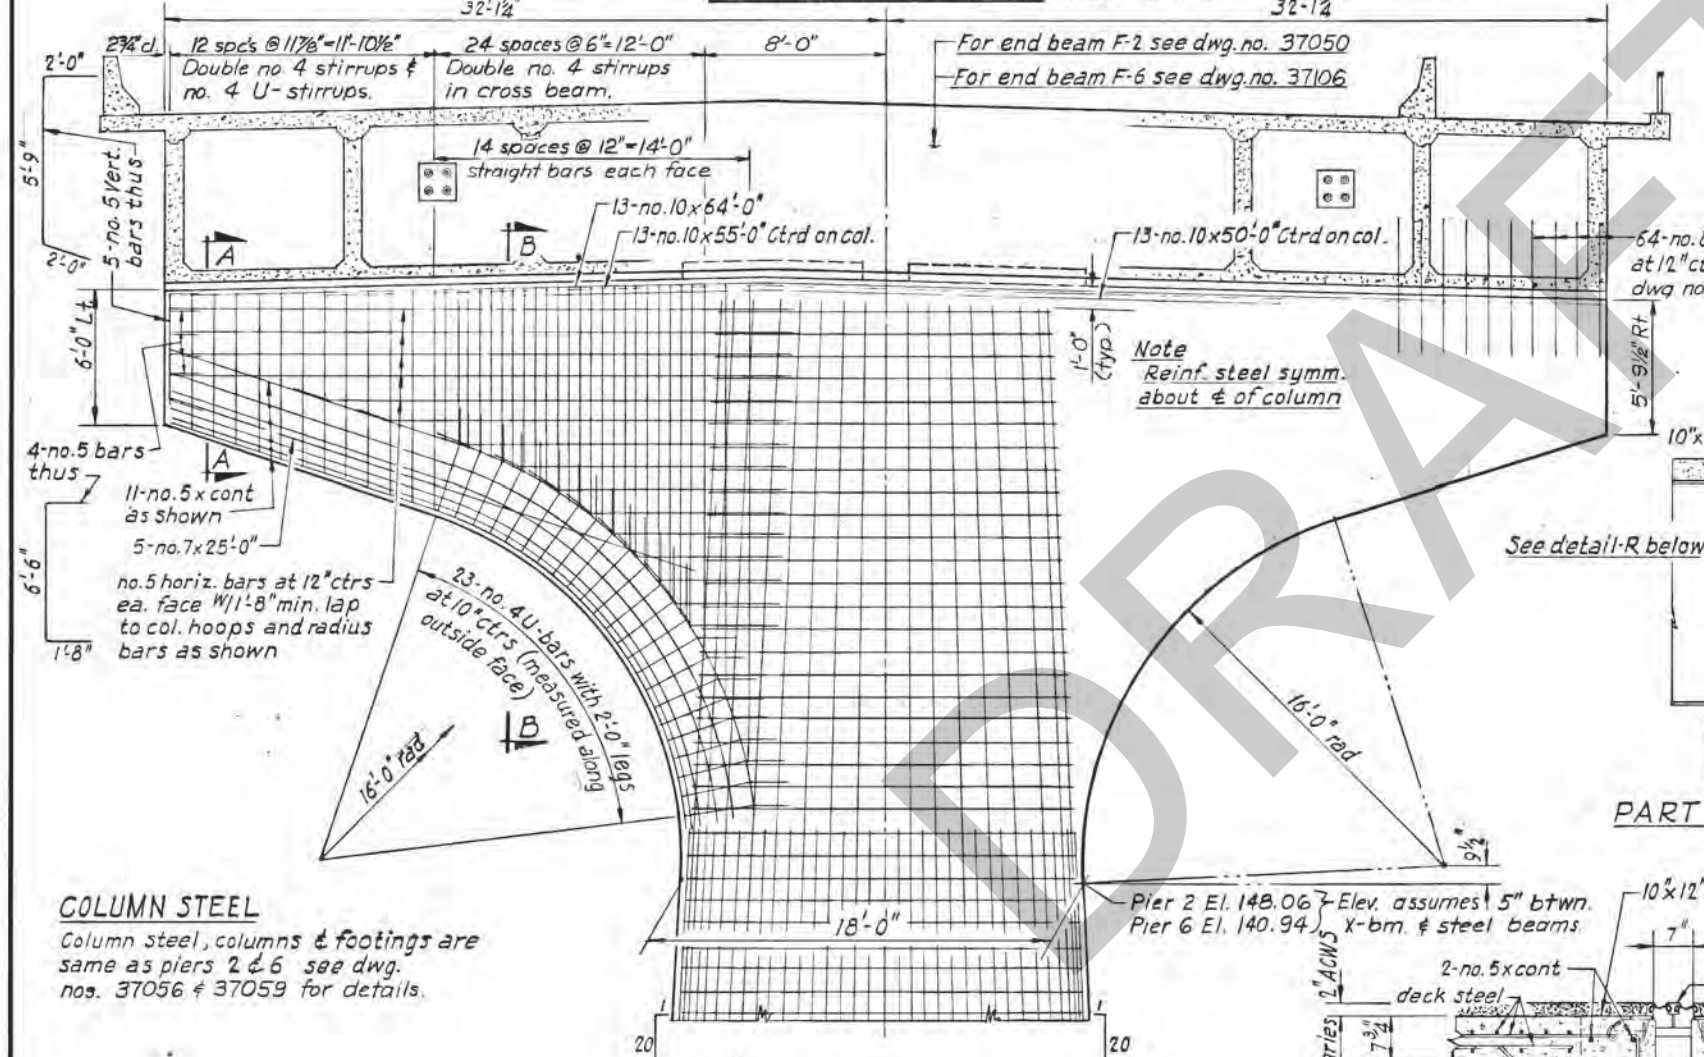 32'-1¼"
32'-1¼
2¾"cl.
12 spc's @ 11⅞"=11'-10½"
Double no. 4 stirrups &
no. 4 U-stirrups.
24 spaces @ 6"=12'-0"
Double no. 4 stirrups
in cross beam.
8'-0"
For end beam F-2 see dwg. no. 37050
For end beam F-6 see dwg. no. 37106
2'-0"
5'-9"
2'-0"
5-no. 5 Vert.
bars thus
14 spaces @ 12"=14'-0"
straight bars each face
13-no.10x64'-0"
13-no.10x55'-0" Ctrd on col.
13-no.10x50'-0" Ctrd on col.
A
B
64-no.
at 12"
dwg. no
6'-0" Lt.
5'-9½" Rt.
1'-0"
(typ.)
Note
Reinf. steel symm.
about ₵ of column
4-no.5 bars
thus
A
11-no.5 x cont
as shown
5-no.7x25'-0"
6'-6"
1'-8"
no.5 horiz. bars at 12" ctrs
ea. face W/1'-8" min. lap
to col. hoops and radius
bars as shown
23-no. 4 U-bars with 2'-0" legs
at 10" ctrs (measured along
outside face)
B
16'-0" rad
16'-0" rad
10"x
See detail-R below
PART
9½"
COLUMN STEEL
Column steel, columns & footings are
same as piers 2 & 6 see dwg.
nos. 37056 & 37059 for details.
18'-0"
Pier 2 El. 148.06
Pier 6 El. 140.94
Elev. assumes 5" btwn.
X-bm. & steel beams
10"x12"
7"
2-no. 5xcont
deck steel
2" ACWS
7¾"
1
1
20
20
DRAFT